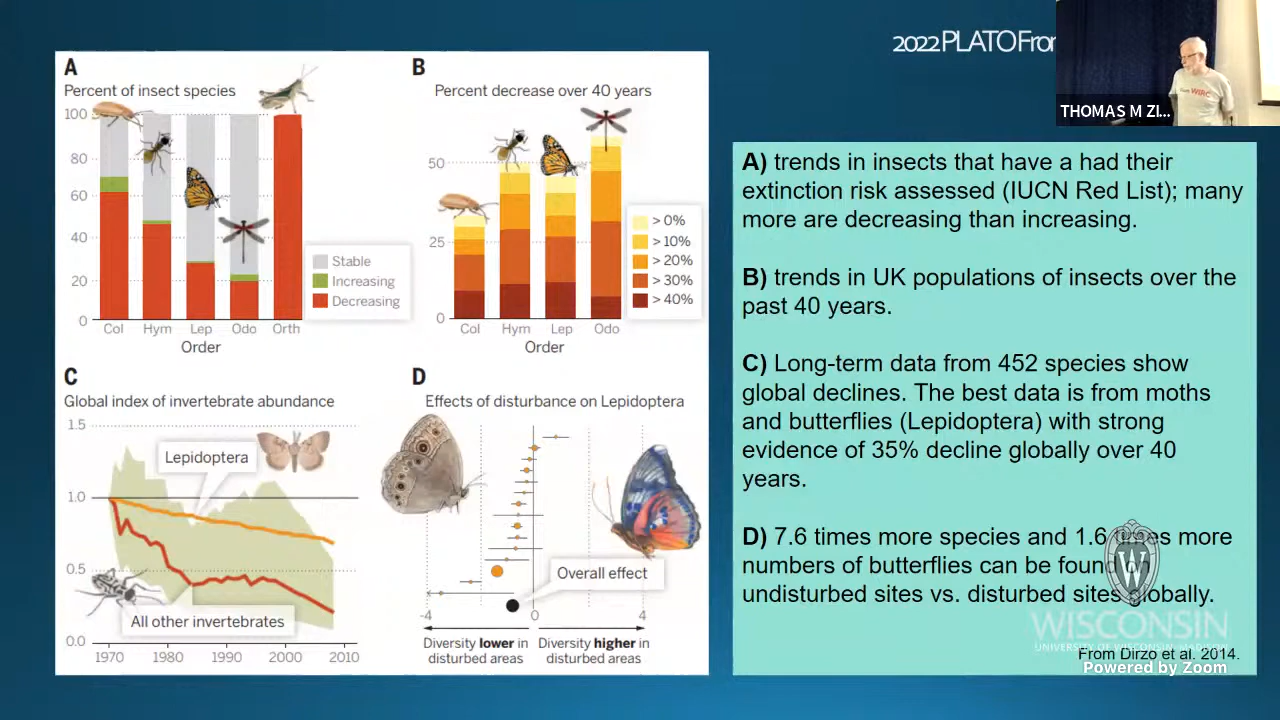 2022 PLATO Fron
THOMAS M ZI...
A
Percent of insect species
100
80
60
40
20
0
Col Hym Lep Odo Orth
Order
Stable
Increasing
Decreasing
B
Percent decrease over 40 years
50
25
0
Col Hym Lep Odo
Order
> 0%
> 10%
> 20%
> 30%
> 40%
C
Global index of invertebrate abundance
1.5
1.0
0.5
0.0
Lepidoptera
All other invertebrates
1970 1980 1990 2000 2010
D
Effects of disturbance on Lepidoptera
Overall effect
-4 0 4
Diversity lower in
disturbed areas
Diversity higher in
disturbed areas
A) trends in insects that have a had their
extinction risk assessed (IUCN Red List); many
more are decreasing than increasing.
B) trends in UK populations of insects over the
past 40 years.
C) Long-term data from 452 species show
global declines. The best data is from moths
and butterflies (Lepidoptera) with strong
evidence of 35% decline globally over 40
years.
D) 7.6 times more species and 1.6 times more
numbers of butterflies can be found on
undisturbed sites vs. disturbed sites globally.
W
WISCONSIN
UNIVERSITY OF WISCONSIN-MADISON
From Dirzo et al. 2014.
Powered by Zoom